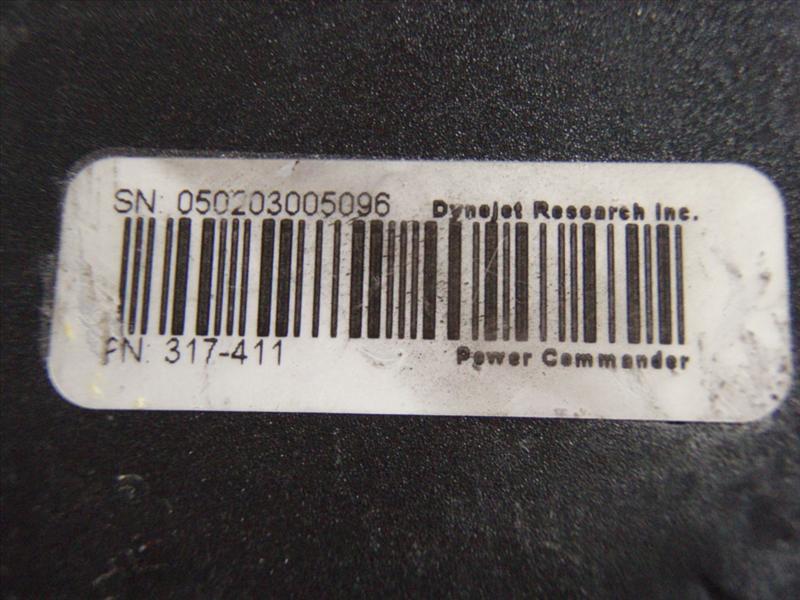 SN: 050203005096 Dynojet Research Inc.
PN: 317-411 Power Commander